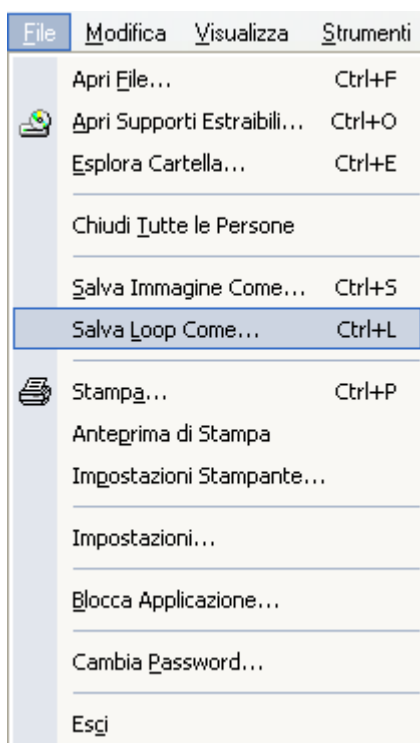 File Modifica Visualizza Strumenti
Apri File... Ctrl+F
Apri Supporti Estraibili... Ctrl+O
Esplora Cartella... Ctrl+E
Chiudi Tutte le Persone
Salva Immagine Come... Ctrl+S
Salva Loop Come... Ctrl+L
Stampa... Ctrl+P
Anteprima di Stampa
Impostazioni Stampante...
Impostazioni...
Blocca Applicazione...
Cambia Password...
Esci